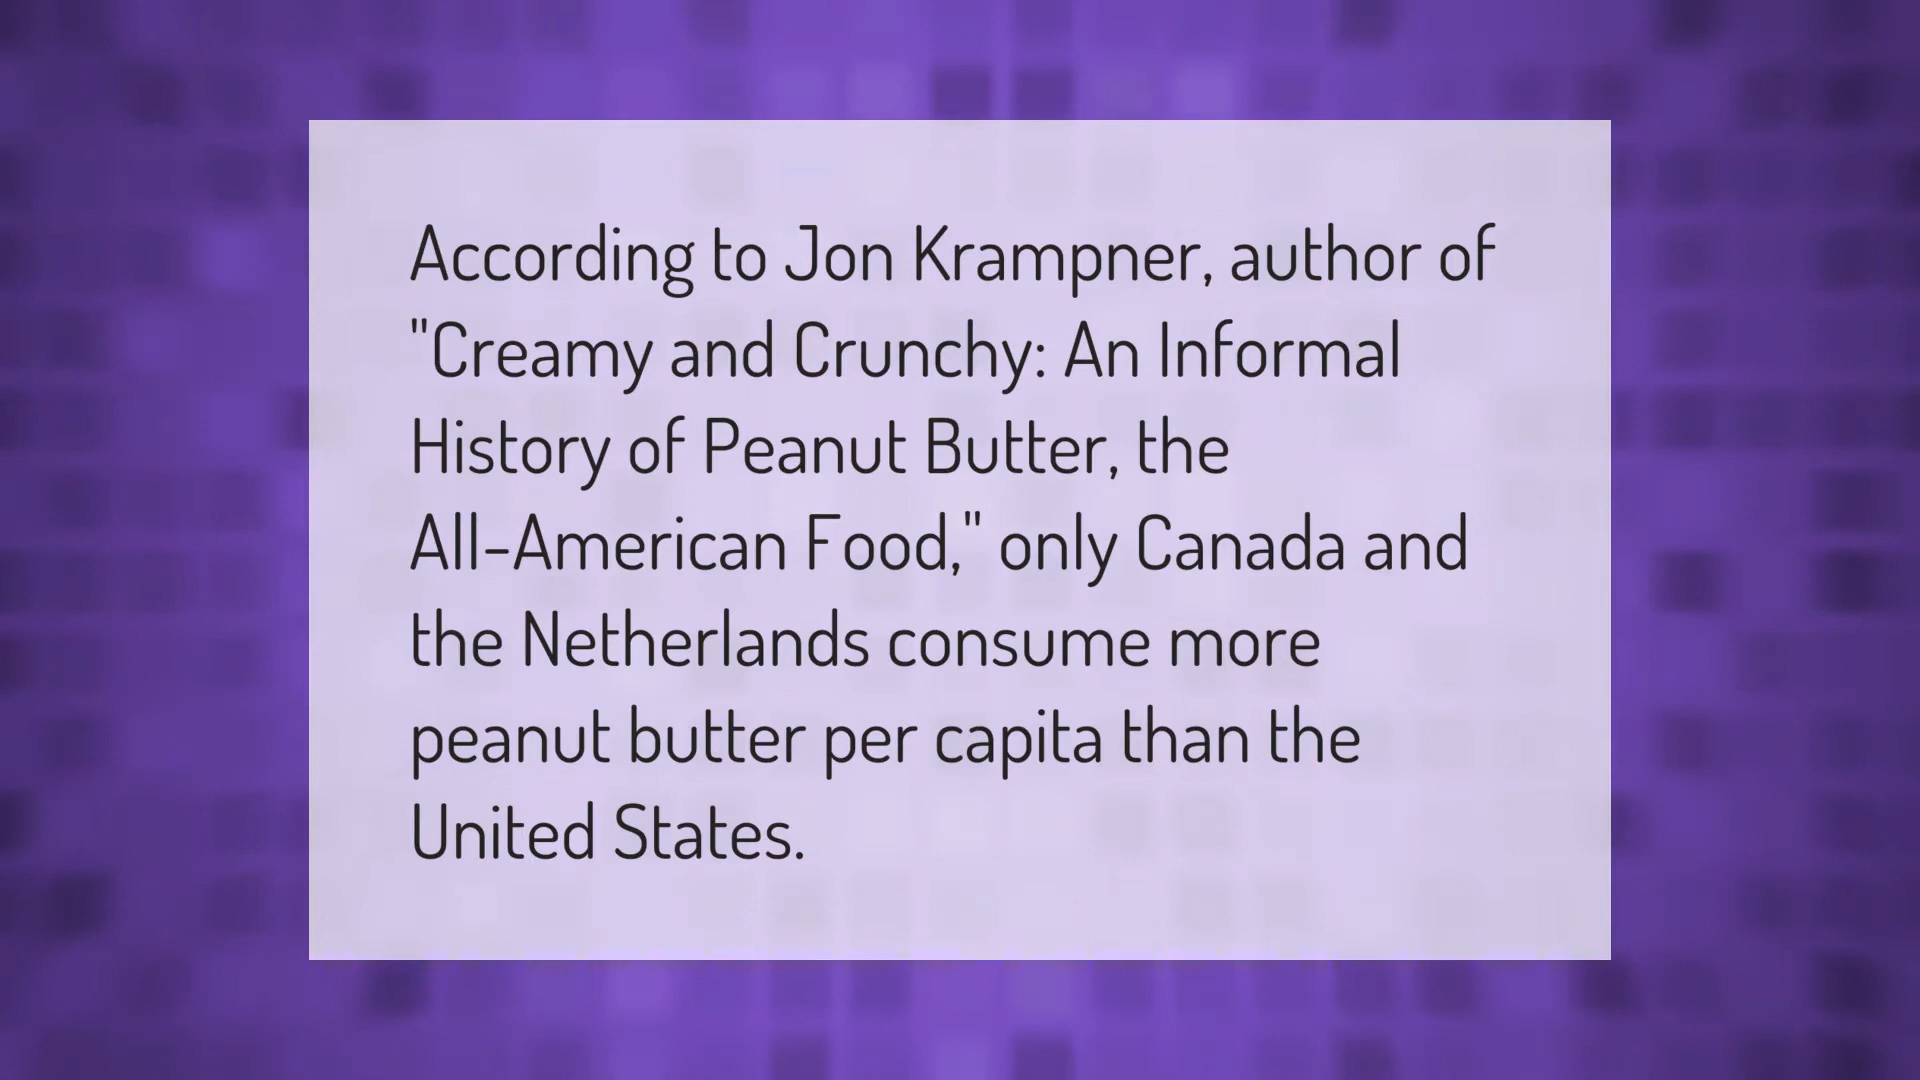 According to Jon Krampner, author of
"Creamy and Crunchy: An Informal
History of Peanut Butter, the
All-American Food," only Canada and
the Netherlands consume more
peanut butter per capita than the
United States.